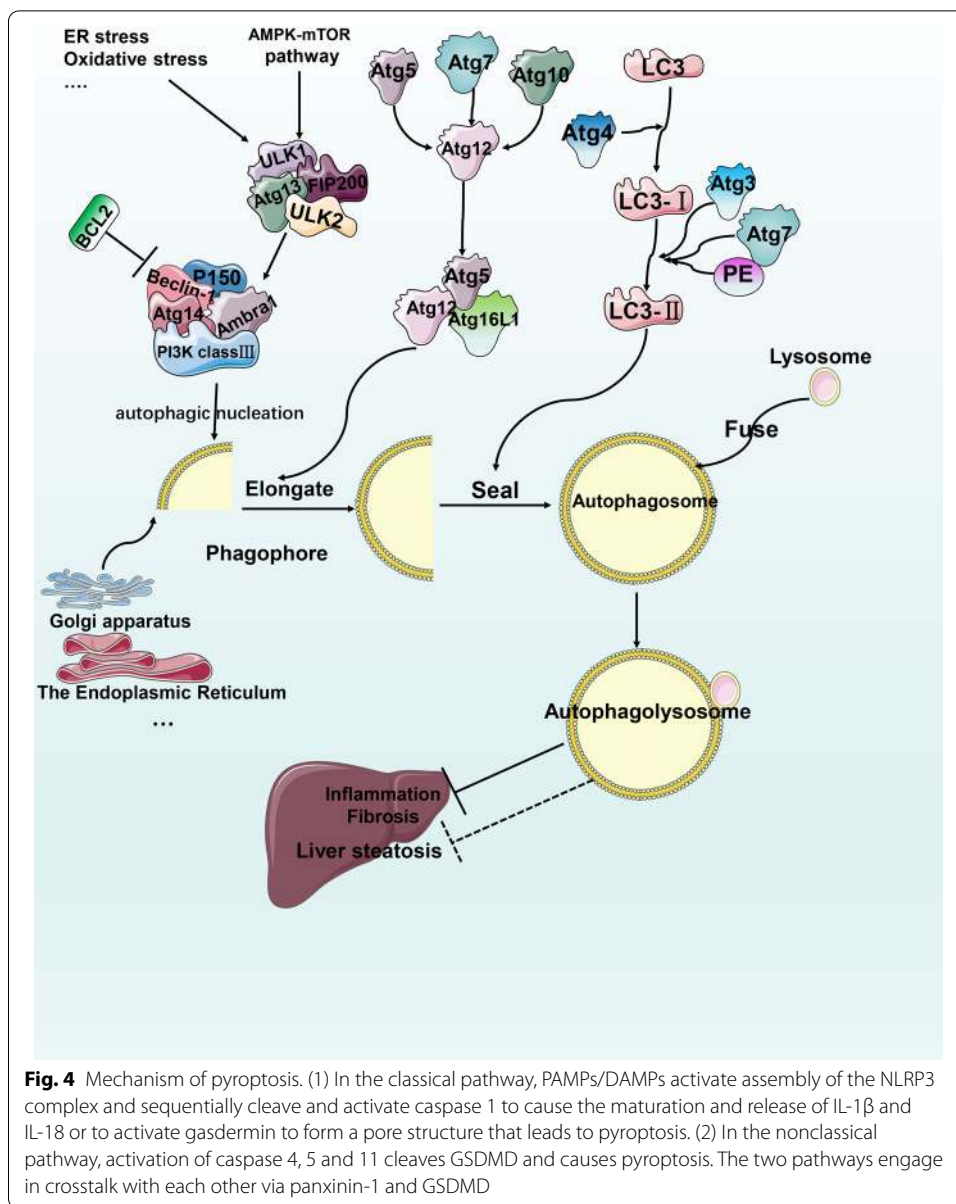 ER stress
Oxidative stress
....
AMPK-mTOR
pathway
Atg5
Atg7
Atg10
LC3
Atg4
Atg12
ULK1
Atg13
FIP200
ULK2
LC3-Ⅰ
Atg3
Atg7
PE
BCL2
P150
Beclin-1
Atg14
Ambra1
PI3K classⅢ
Atg5
Atg12
Atg16L1
LC3-Ⅱ
Lysosome
autophagic nucleation
Fuse
Elongate
Seal
Autophagosome
Phagophore
Golgi apparatus
The Endoplasmic Reticulum
...
Autophagolysosome
Inflammation
Fibrosis
Liver steatosis
Fig. 4 Mechanism of pyroptosis. (1) In the classical pathway, PAMPs/DAMPs activate assembly of the NLRP3
complex and sequentially cleave and activate caspase 1 to cause the maturation and release of IL-1β and
IL-18 or to activate gasdermin to form a pore structure that leads to pyroptosis. (2) In the nonclassical
pathway, activation of caspase 4, 5 and 11 cleaves GSDMD and causes pyroptosis. The two pathways engage
in crosstalk with each other via panxinin-1 and GSDMD